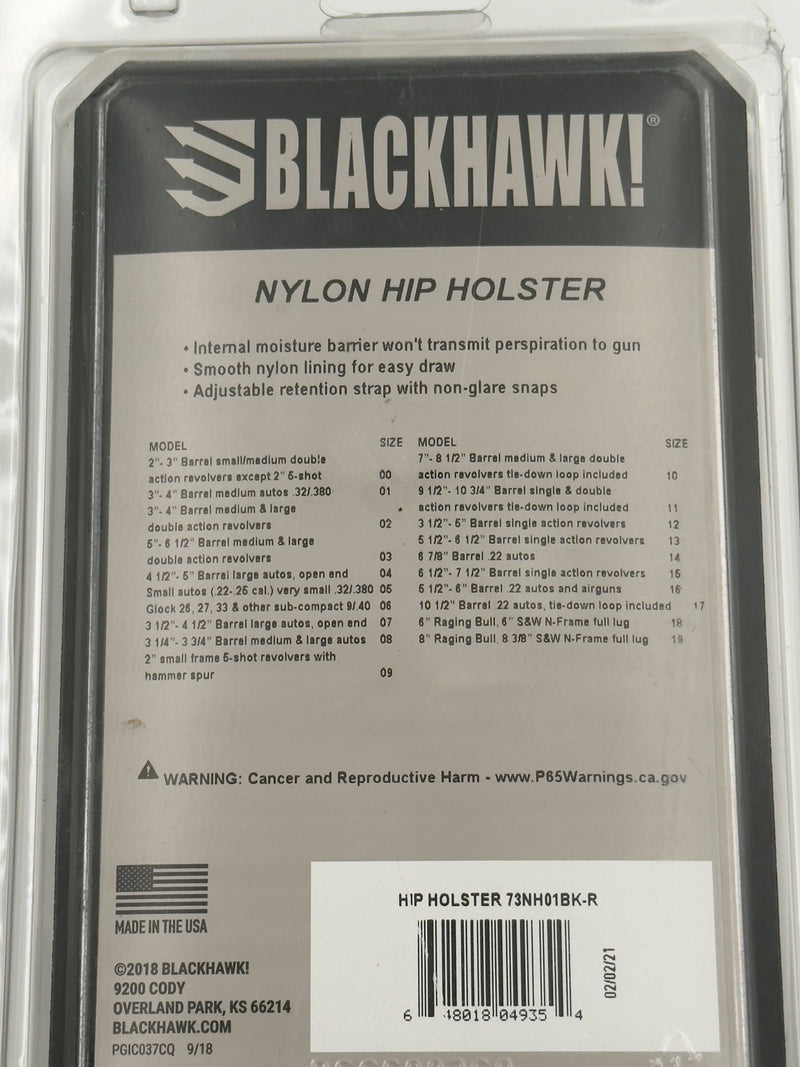 BLACKHAWK!®
NYLON HIP HOLSTER
• Internal moisture barrier won't transmit perspiration to gun
• Smooth nylon lining for easy draw
• Adjustable retention strap with non-glare snaps
MODEL SIZE
2"- 3" Barrel small/medium double
action revolvers except 2" 5-shot 00
3"- 4" Barrel medium autos .32/.380 01
3"- 4" Barrel medium & large
double action revolvers 02
5"- 6 1/2" Barrel medium & large
double action revolvers 03
4 1/2"- 5" Barrel large autos, open end 04
Small autos (.22-.25 cal.) very small .32/.380 05
Glock 26, 27, 33 & other sub-compact 9/.40 06
3 1/2"- 4 1/2" Barrel large autos, open end 07
3 1/4"- 3 3/4" Barrel medium & large autos 08
2" small frame 5-shot revolvers with
hammer spur 09
MODEL SIZE
7"- 8 1/2" Barrel medium & large double
action revolvers tie-down loop included 10
9 1/2"- 10 3/4" Barrel single & double
action revolvers tie-down loop included 11
3 1/2"- 5" Barrel single action revolvers 12
5 1/2"- 6 1/2" Barrel single action revolvers 13
6 7/8" Barrel .22 autos 14
6 1/2"- 7 1/2" Barrel single action revolvers 15
5 1/2"- 6" Barrel .22 autos and airguns 16
10 1/2" Barrel .22 autos, tie-down loop included 17
6" Raging Bull, 6" S&W N-Frame full lug 18
8" Raging Bull, 8 3/8" S&W N-Frame full lug 19
WARNING: Cancer and Reproductive Harm - www.P65Warnings.ca.gov
MADE IN THE USA
©2018 BLACKHAWK!
9200 CODY
OVERLAND PARK, KS 66214
BLACKHAWK.COM
PGIC037CQ 9/18
HIP HOLSTER 73NH01BK-R
6 48018 04935 4
02/02/21